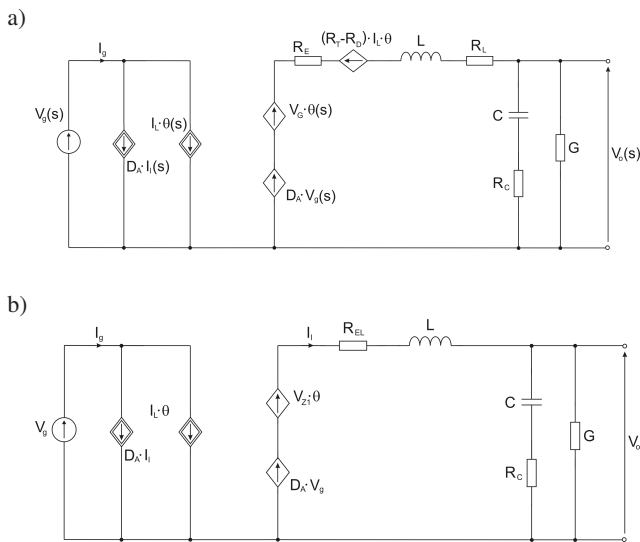 a)
(R_T-R_D)·I_L·θ
I_g
R_E
L
R_L
V_g(s)
I_L·θ(s)
V_G·θ(s)
C
G
D_A·I_l(s)
V_o(s)
R_C
D_A·V_g(s)
b)
I_g
I_l
R_EL
L
V_g
I_L·θ
V_Z1·θ
C
G
V_o
D_A·I_l
R_C
D_A·V_g